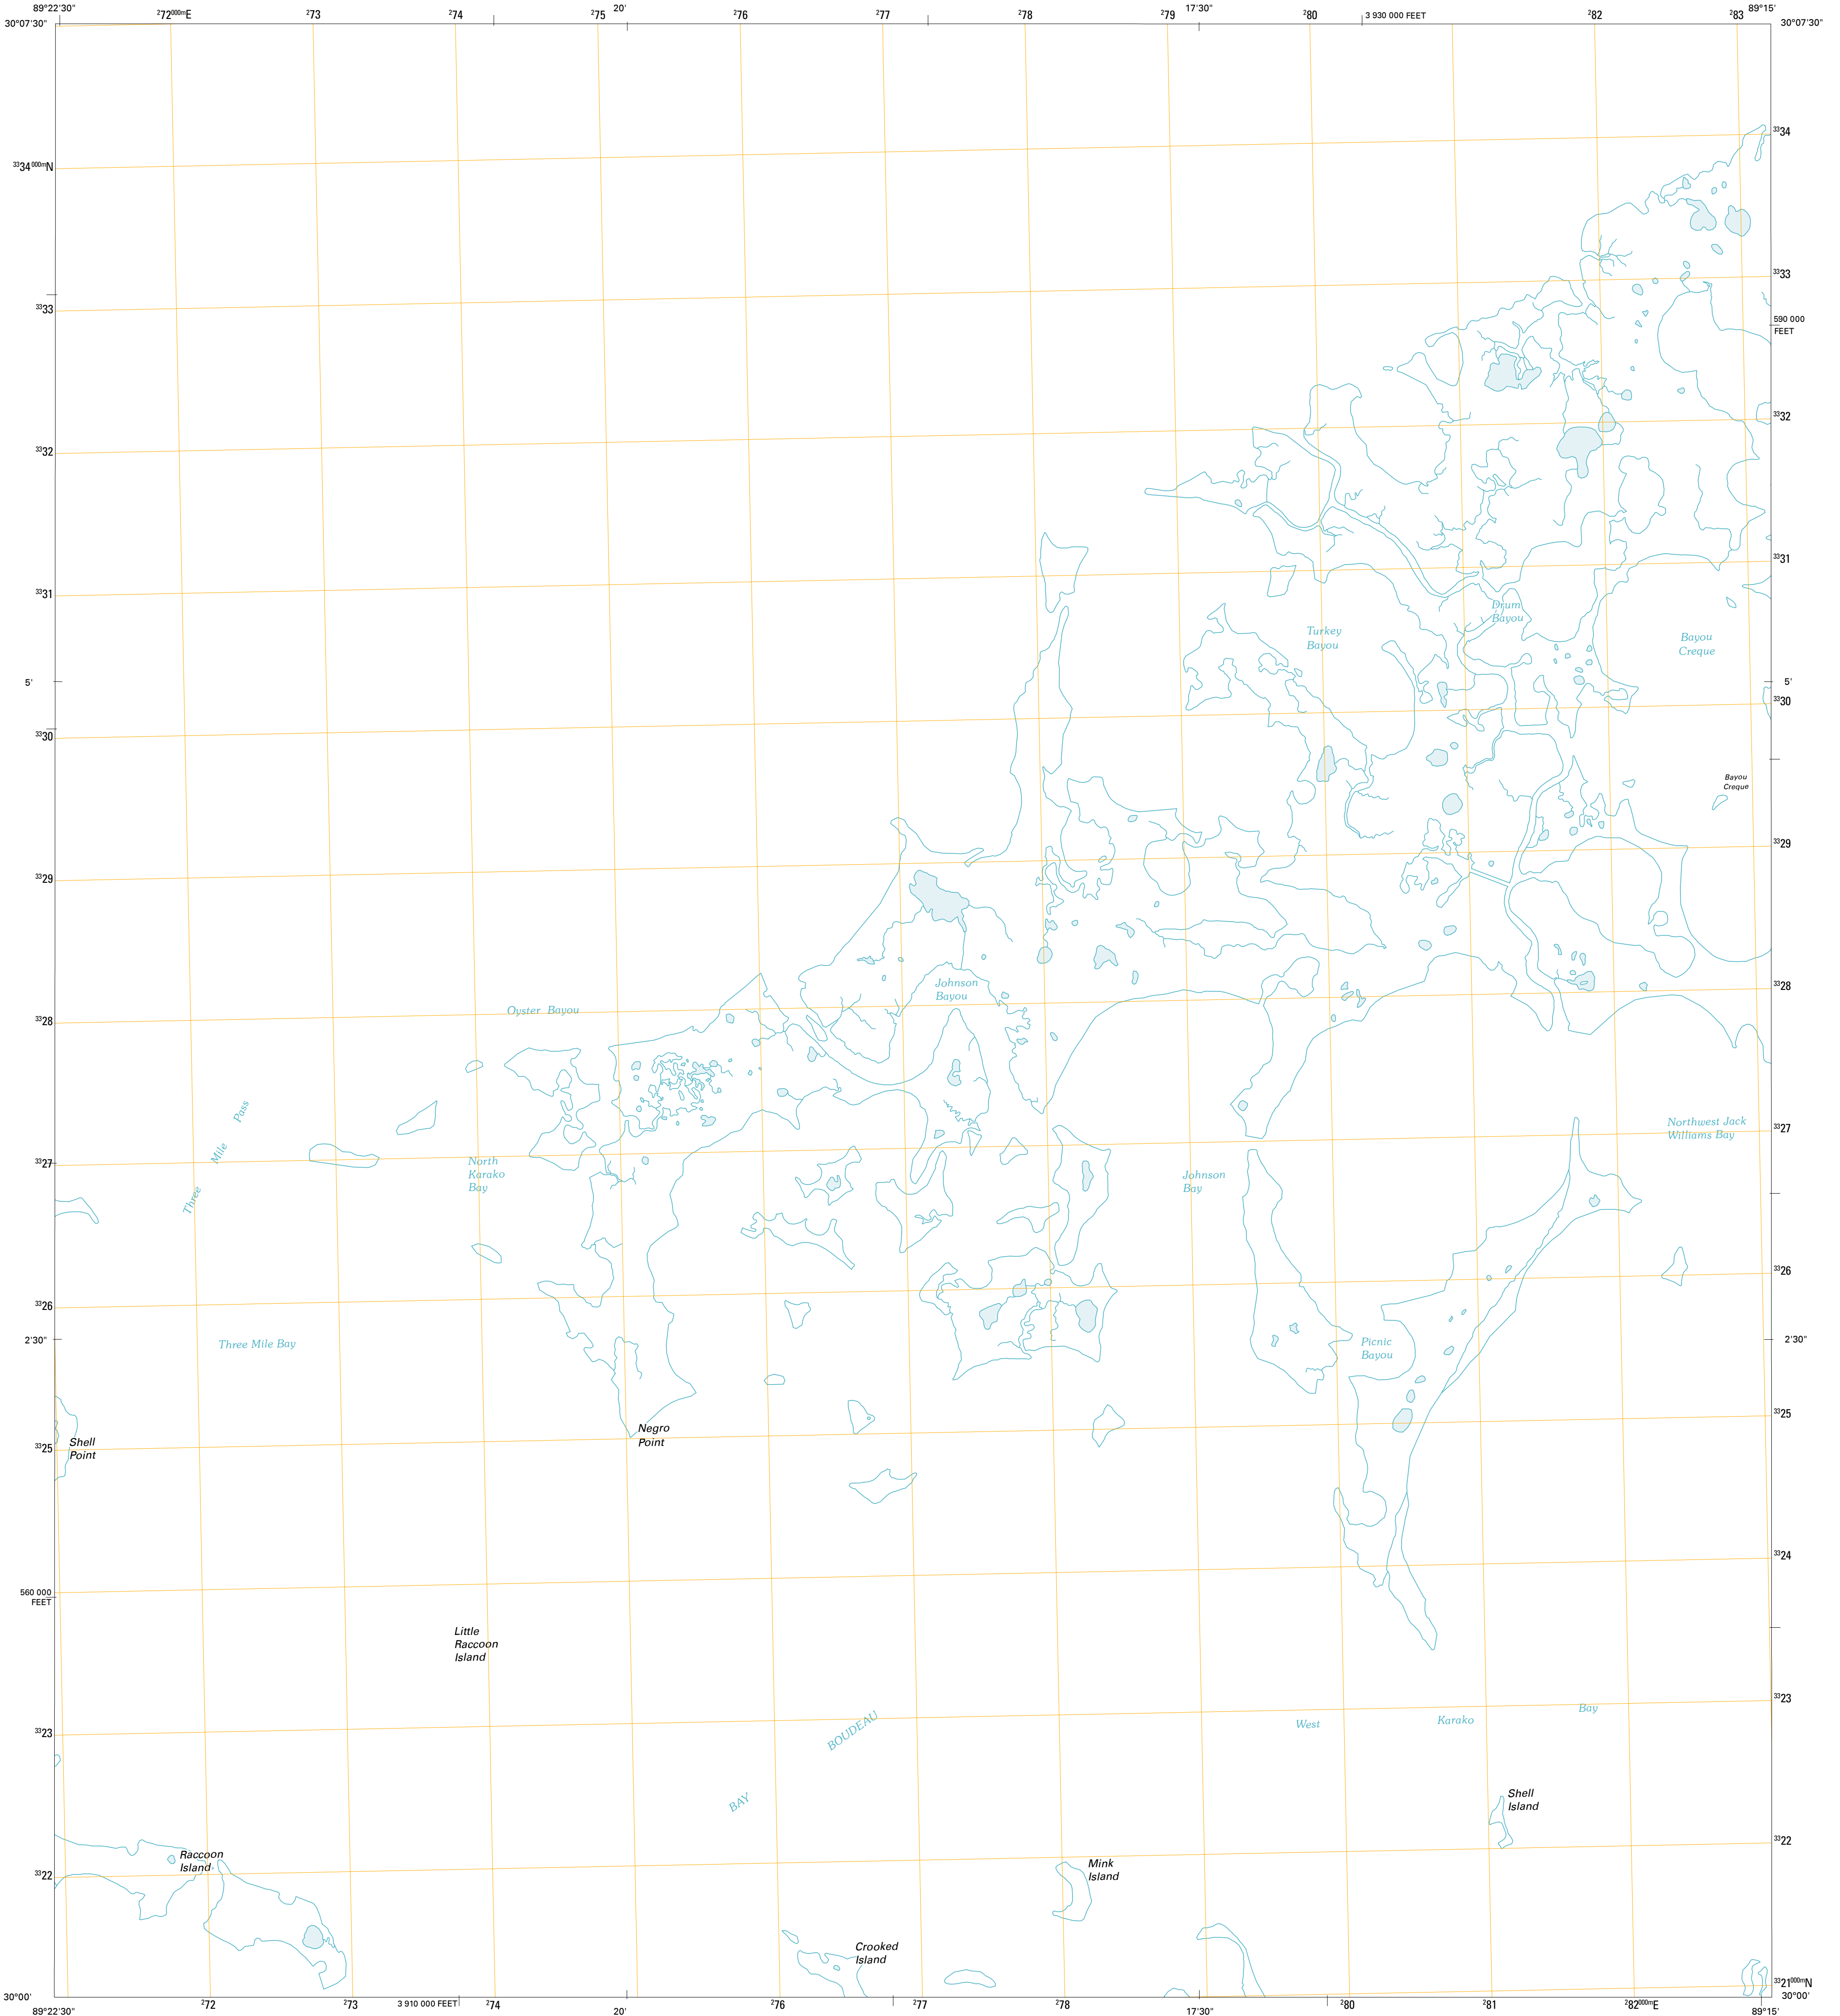 89°22'30" 272000mE 273 274 275 20' 276 277 278 279 17'30" 280 3 930 000 FEET 282 283 89°15'
30°07'30" 30°07'30"
3334
3334000mN
3333
3333
590 000
FEET
3332
3332
3331
3331
Drum
Bayou
Turkey
Bayou
Bayou
Creque
5' 5'
3330
3330
Bayou
Creque
3329
3329
Johnson
Bayou
3328
Oyster Bayou
3328
Three Mile Pass
Northwest Jack
Williams Bay
3327
3327
North
Karako
Bay
Johnson
Bay
3326
3326
2'30" 2'30"
Three Mile Bay
Picnic
Bayou
3325
Negro
Point
Shell
Point
3325
3324
560 000
FEET
Little
Raccoon
Island
3323
West Karako Bay
BOUDEAU
BAY
3323
Shell
Island
3322
Raccoon
Island
Mink
Island
3322
Crooked
Island
3321000mN
30°00' 30°00'
89°22'30" 272 273 3 910 000 FEET 274 20' 276 277 278 17'30" 280 281 282000mE 89°15'